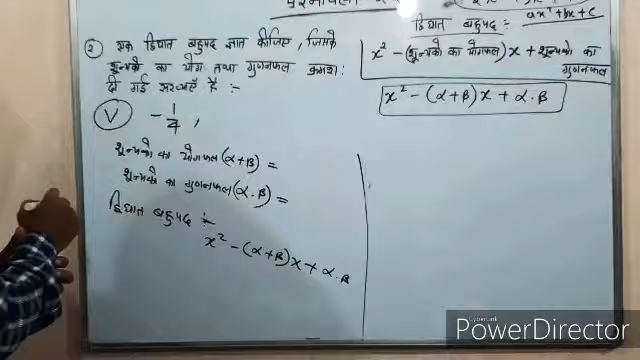 द्विघात बहुपद :- ax²+bx+c
② एक द्विघात बहुपद ज्ञात कीजिए, जिसके
शून्यकों का योग तथा गुणनफल क्रमश:
दी गई संख्याएँ हैं :-
x² - (शून्यकों का योगफल) x + शून्यकों का
गुणनफल
x² - (α+β) x + α.β
Ⓥ -1/4,
शून्यकों का योगफल (α+β) =
शून्यकों का गुणनफल (α.β) =
द्विघात बहुपद :-
x² - (α+β) x + α.β
CyberLink
PowerDirector